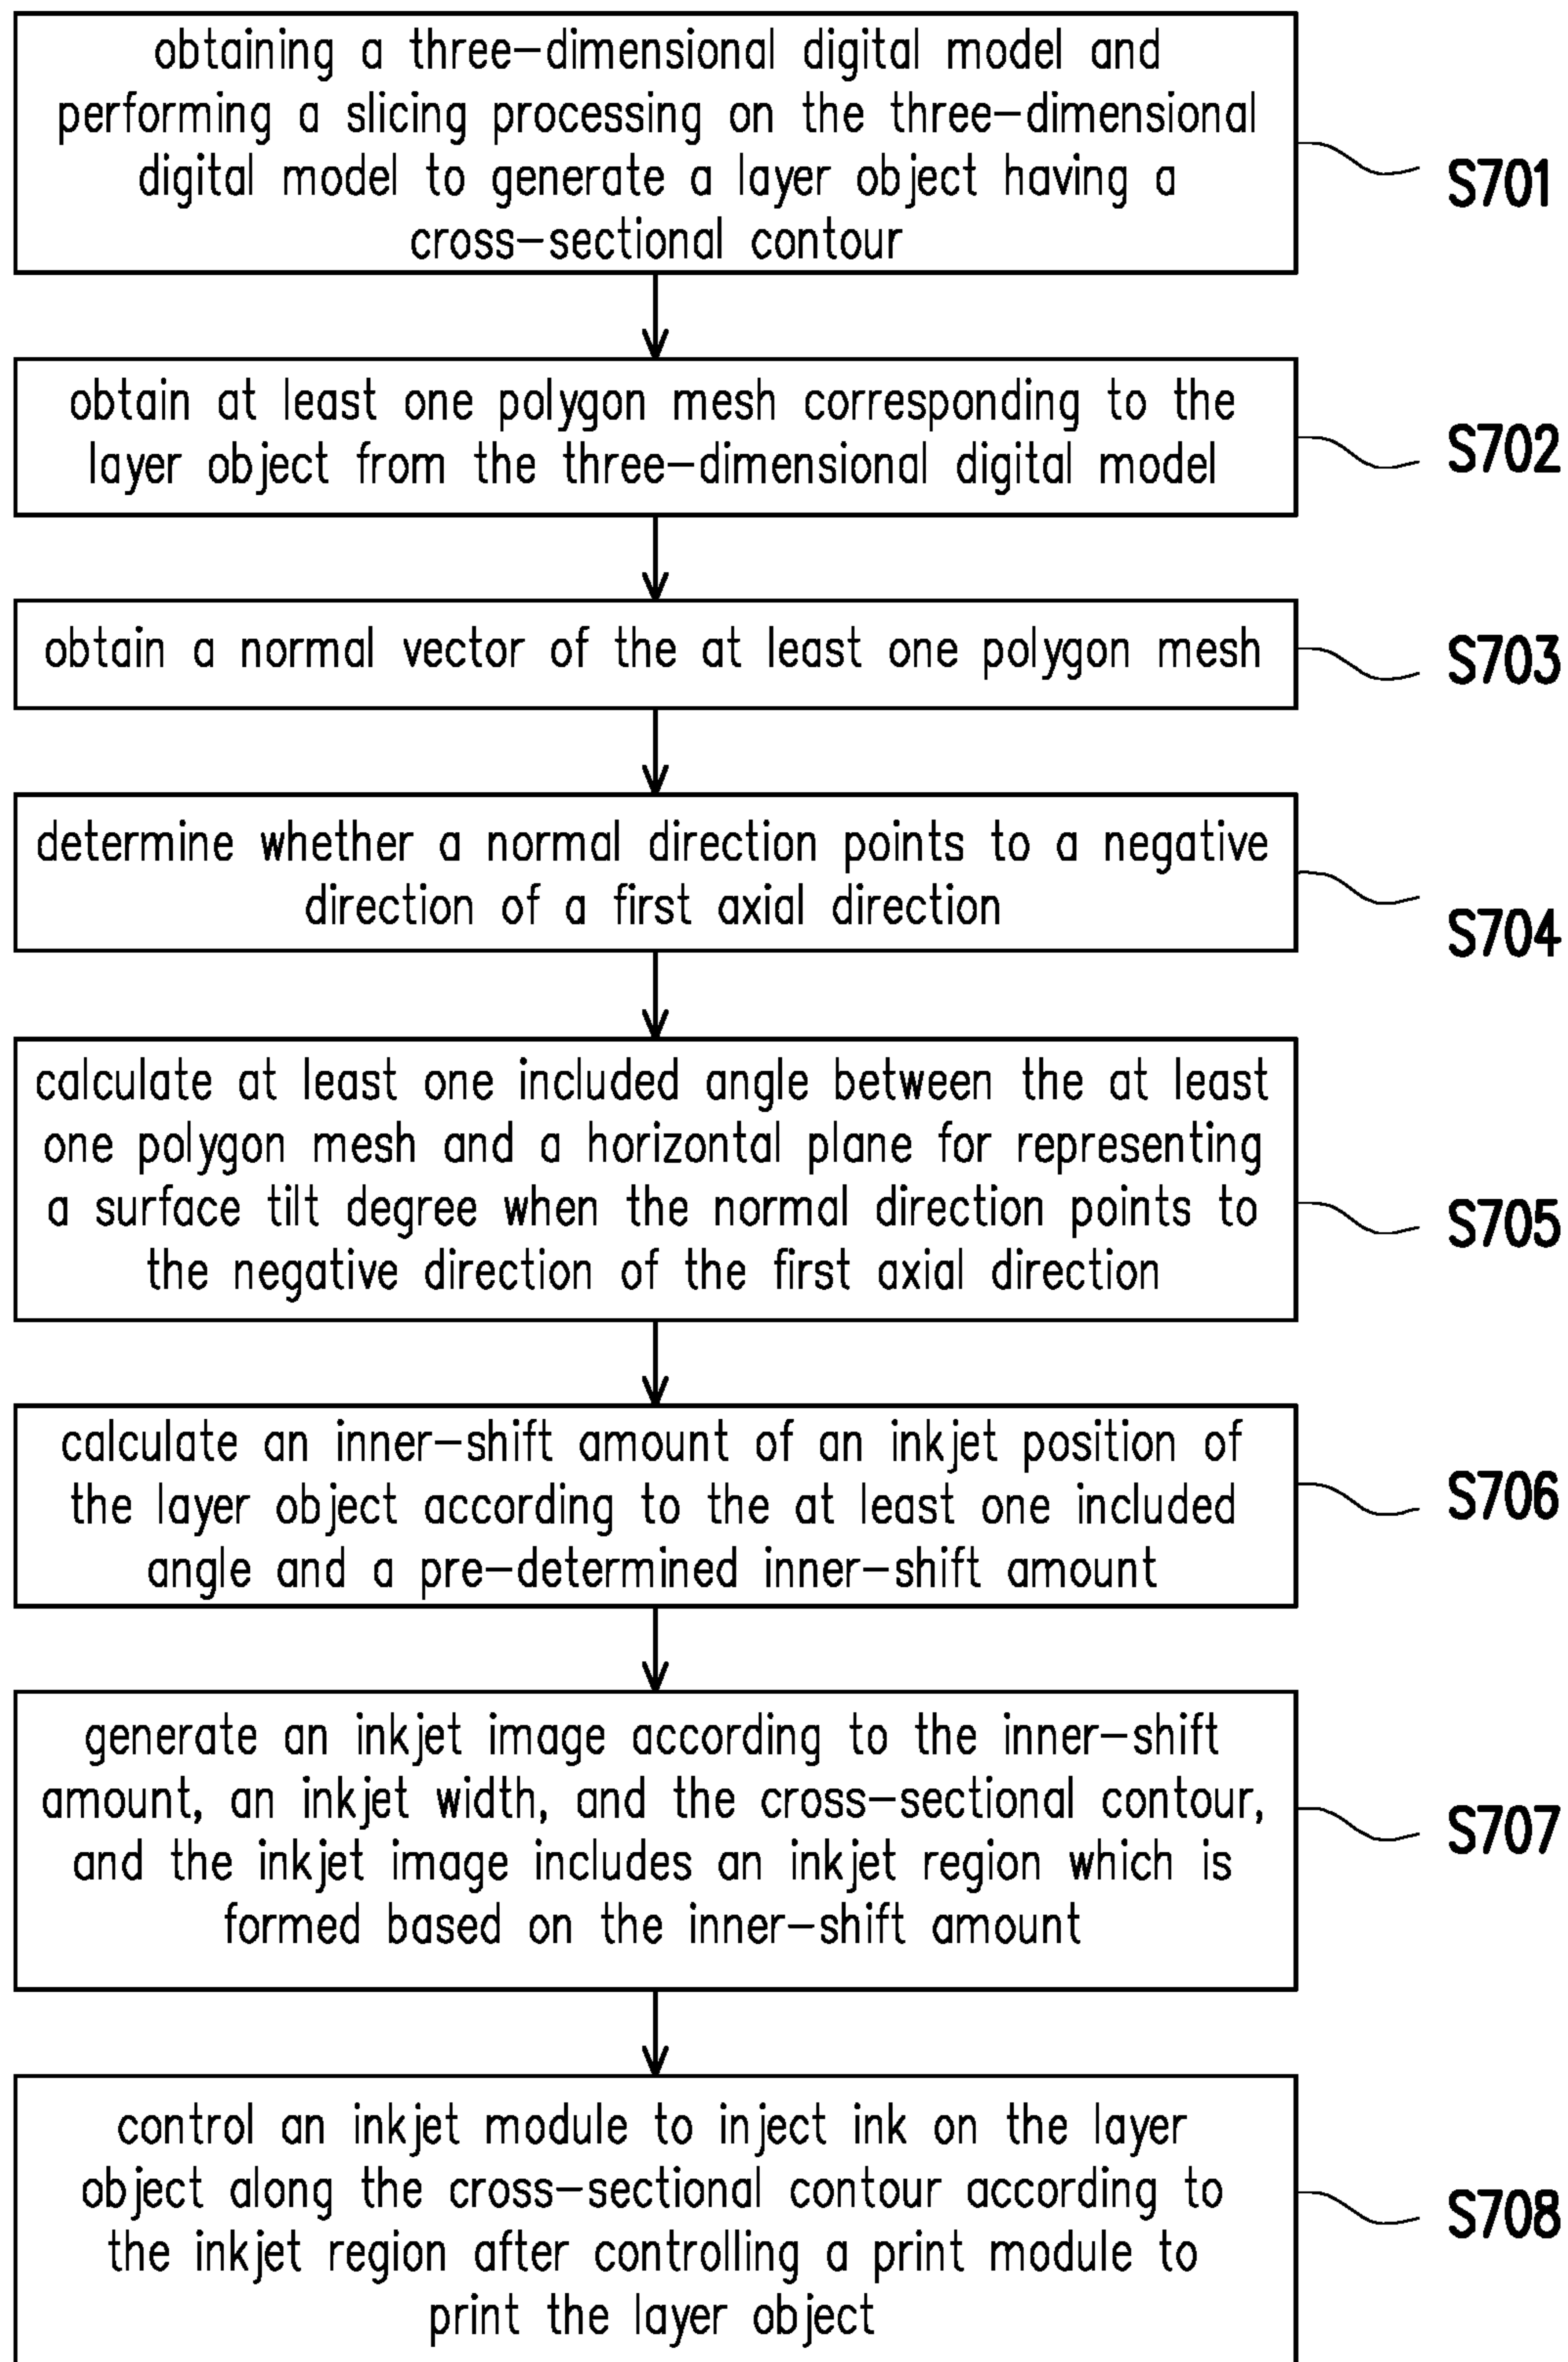 obtaining a three-dimensional digital model and
performing a slicing processing on the three-dimensional
digital model to generate a layer object having a
cross-sectional contour
S701
obtain at least one polygon mesh corresponding to the
layer object from the three-dimensional digital model
S702
obtain a normal vector of the at least one polygon mesh
S703
determine whether a normal direction points to a negative
direction of a first axial direction
S704
calculate at least one included angle between the at least
one polygon mesh and a horizontal plane for representing
a surface tilt degree when the normal direction points to
the negative direction of the first axial direction
S705
calculate an inner-shift amount of an inkjet position of
the layer object according to the at least one included
angle and a pre-determined inner-shift amount
S706
generate an inkjet image according to the inner-shift
amount, an inkjet width, and the cross-sectional contour,
and the inkjet image includes an inkjet region which is
formed based on the inner-shift amount
S707
control an inkjet module to inject ink on the layer
object along the cross-sectional contour according to
the inkjet region after controlling a print module to
print the layer object
S708